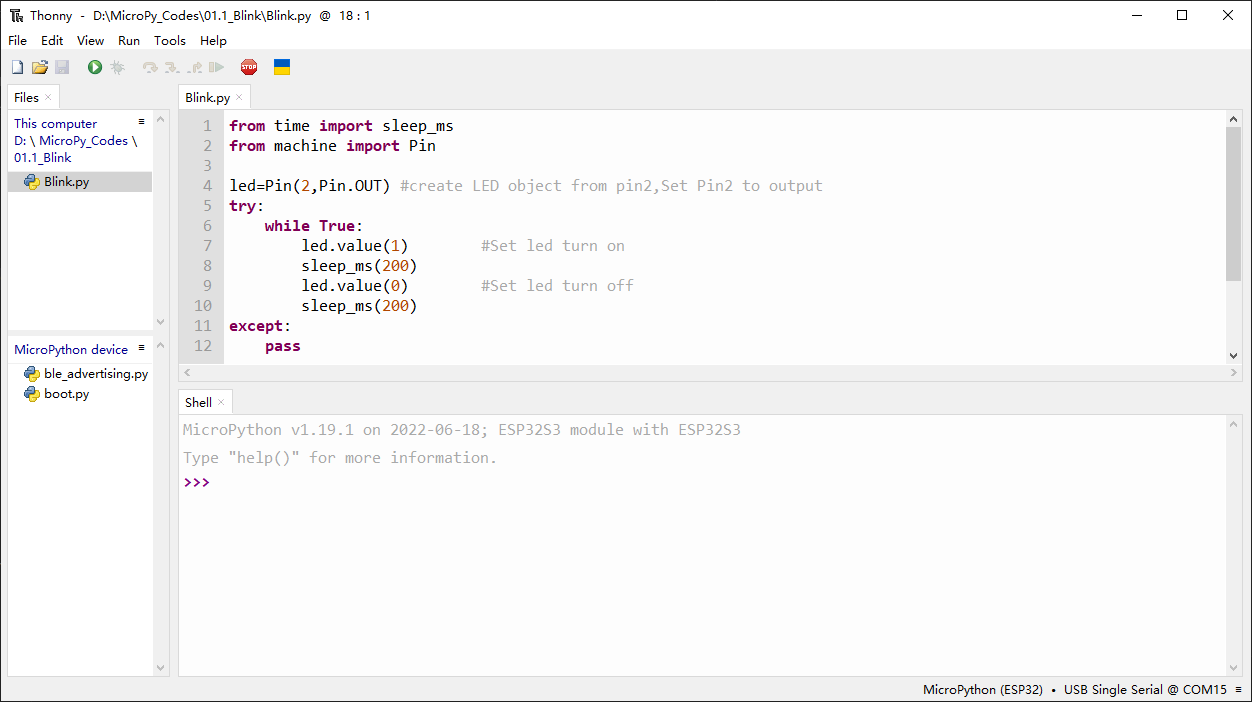 Thonny - D:\MicroPy_Codes\01.1_Blink\Blink.py @ 18 : 1
File Edit View Run Tools Help
STOP
Files
This computer
D: \ MicroPy_Codes \
01.1_Blink
Blink.py
MicroPython device
ble_advertising.py
boot.py
Blink.py
1 from time import sleep_ms
2 from machine import Pin
3
4 led=Pin(2,Pin.OUT) #create LED object from pin2,Set Pin2 to output
5 try:
6     while True:
7         led.value(1)        #Set led turn on
8         sleep_ms(200)
9         led.value(0)        #Set led turn off
10         sleep_ms(200)
11 except:
12     pass
Shell
MicroPython v1.19.1 on 2022-06-18; ESP32S3 module with ESP32S3
Type "help()" for more information.
>>>
MicroPython (ESP32) • USB Single Serial @ COM15